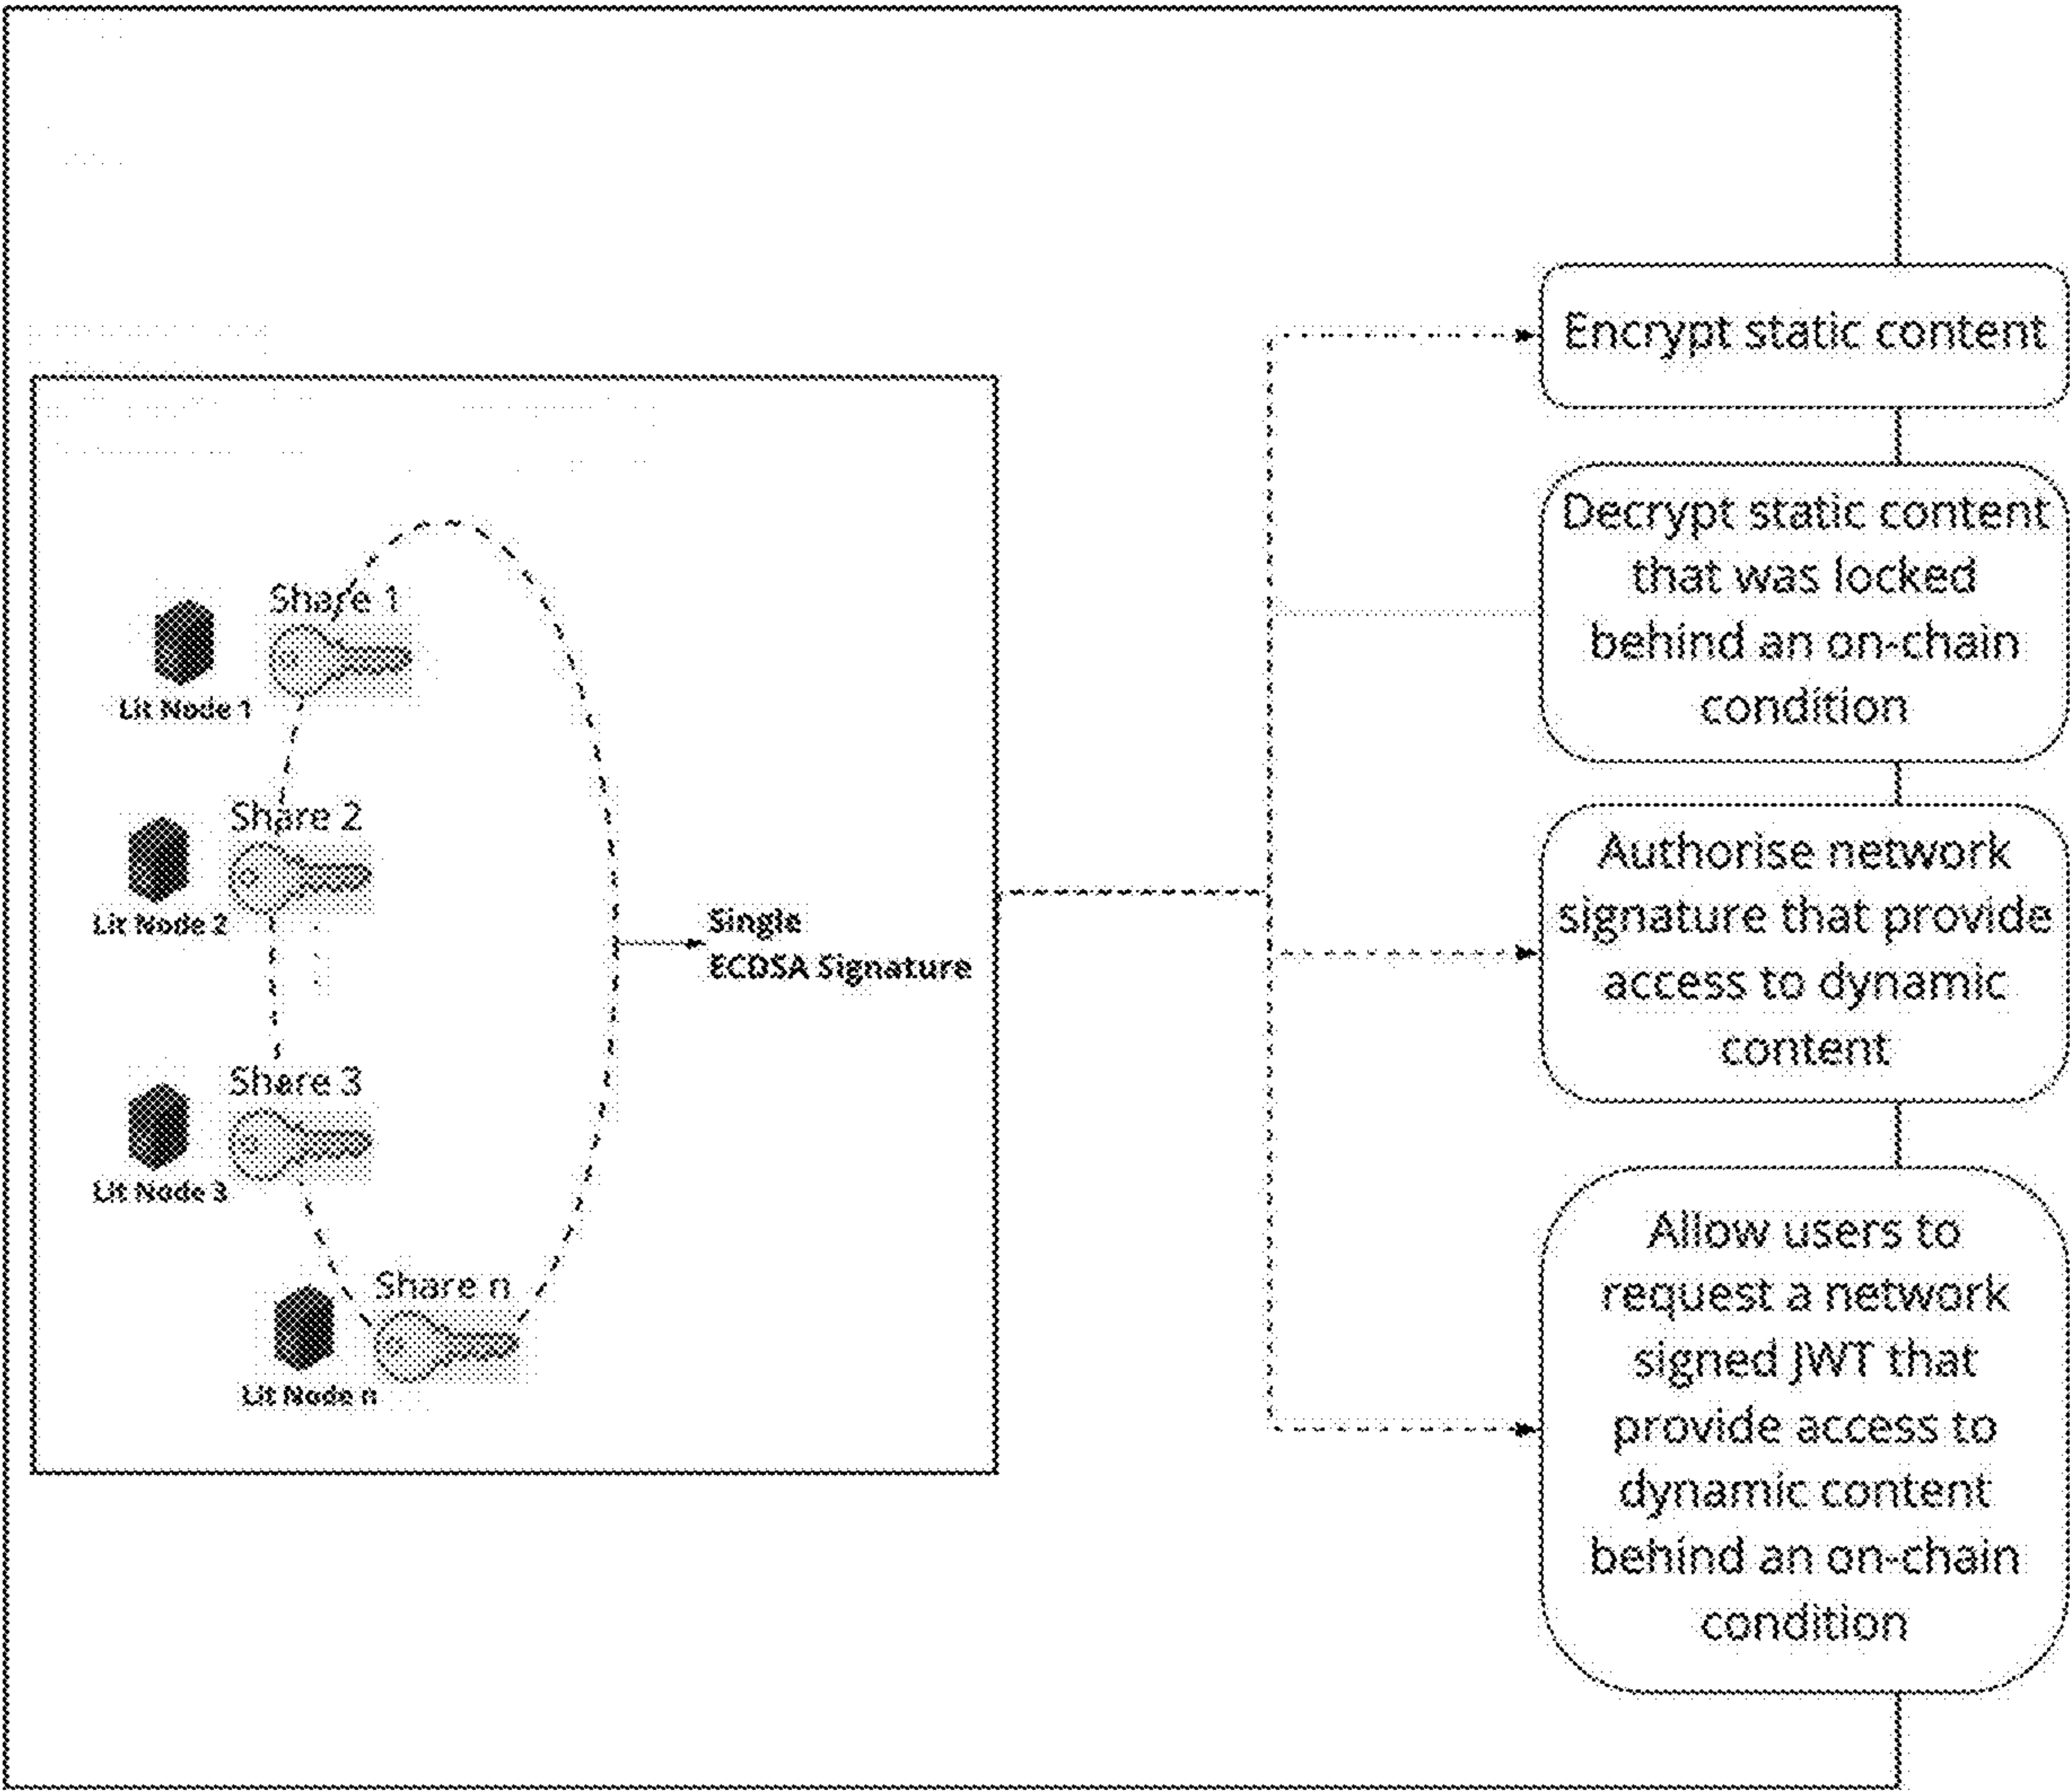 Encrypt static content
Decrypt static content
that was locked
behind an on-chain
condition
Share 1
Lit Node 1
Share 2
Lit Node 2
Single
ECDSA Signature
Authorise network
signature that provide
access to dynamic
content
Share 3
Lit Node 3
Share n
Lit Node n
Allow users to
request a network
signed JWT that
provide access to
dynamic content
behind an on-chain
condition